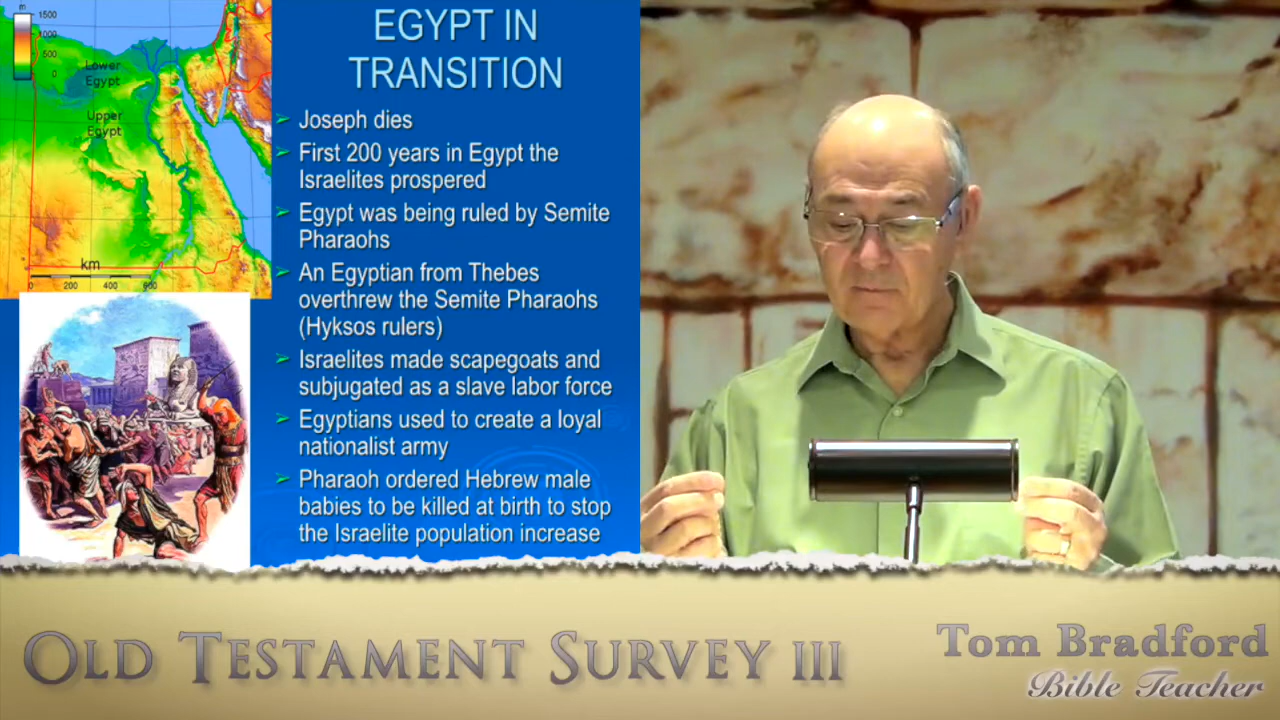 m
1500
1000
500
0
Lower
Egypt
Upper
Egypt
km
0 200 400 600
EGYPT IN
TRANSITION
➢ Joseph dies
➢ First 200 years in Egypt the
Israelites prospered
➢ Egypt was being ruled by Semite
Pharaohs
➢ An Egyptian from Thebes
overthrew the Semite Pharaohs
(Hyksos rulers)
➢ Israelites made scapegoats and
subjugated as a slave labor force
➢ Egyptians used to create a loyal
nationalist army
➢ Pharaoh ordered Hebrew male
babies to be killed at birth to stop
the Israelite population increase
OLD TESTAMENT SURVEY III
Tom Bradford
Bible Teacher